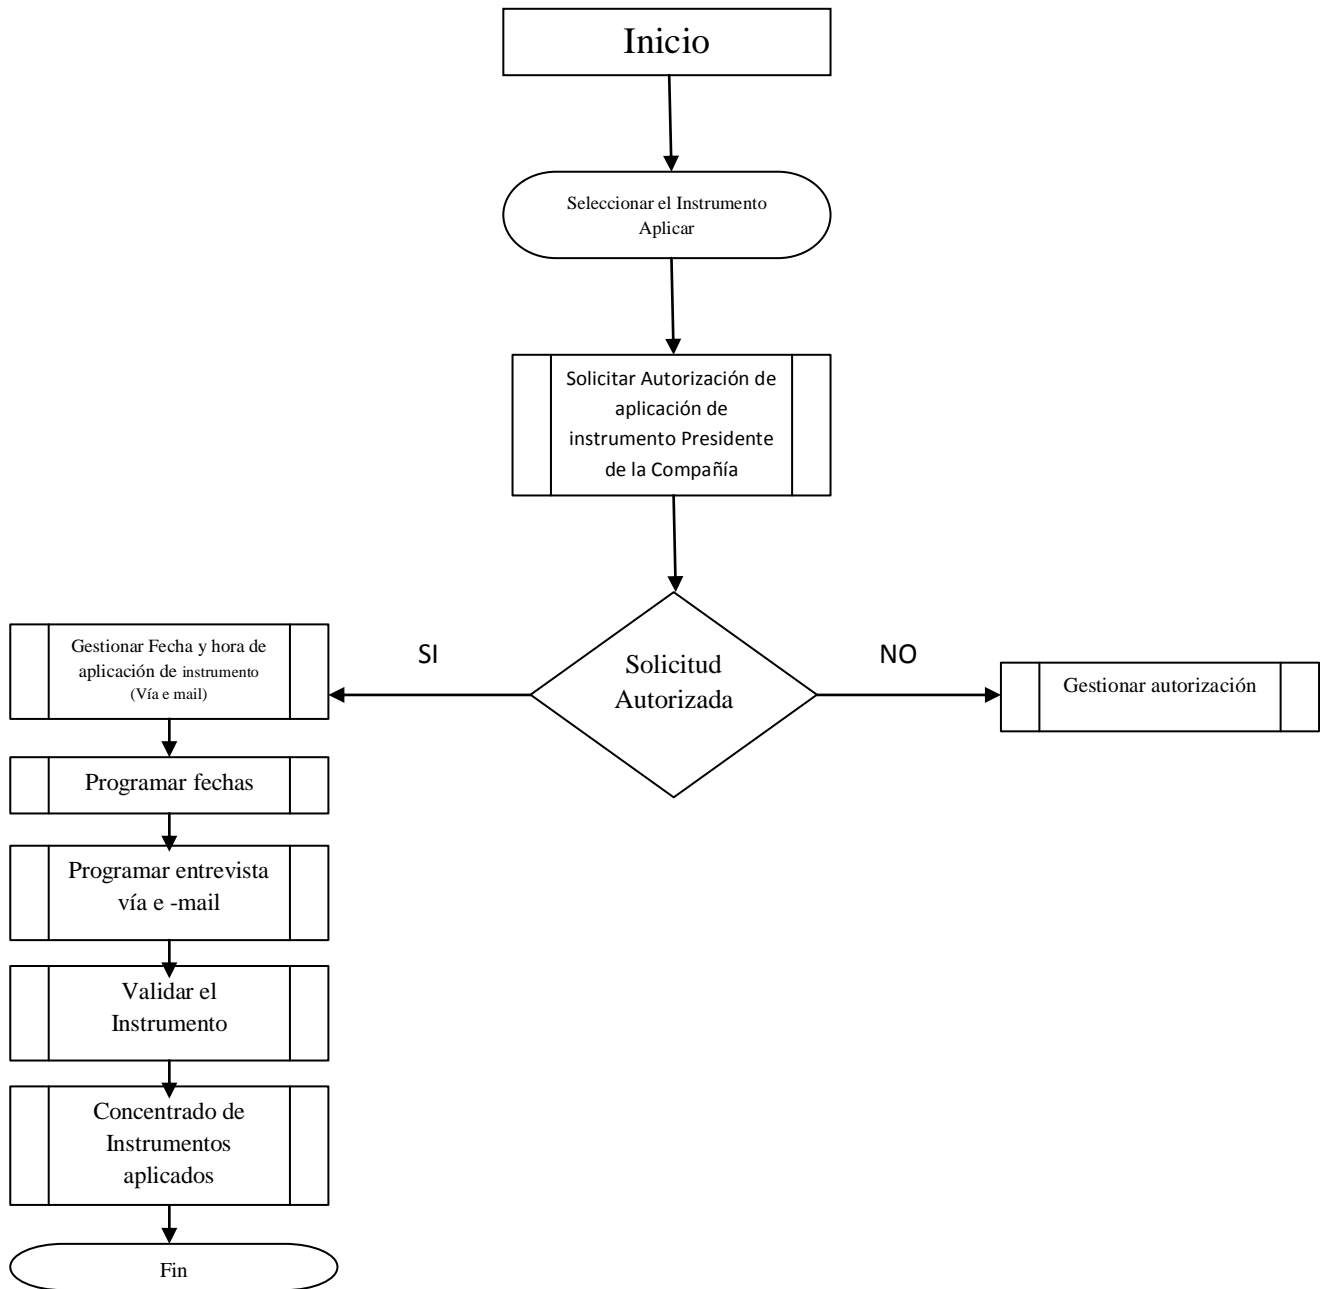 Inicio
Seleccionar el Instrumento
Aplicar
Solicitar Autorización de
aplicación de
instrumento Presidente
de la Compañía
Solicitud
Autorizada
SI
NO
Gestionar Fecha y hora de
aplicación de instrumento
(Vía e mail)
Gestionar autorización
Programar fechas
Programar entrevista
vía e -mail
Validar el
Instrumento
Concentrado de
Instrumentos
aplicados
Fin